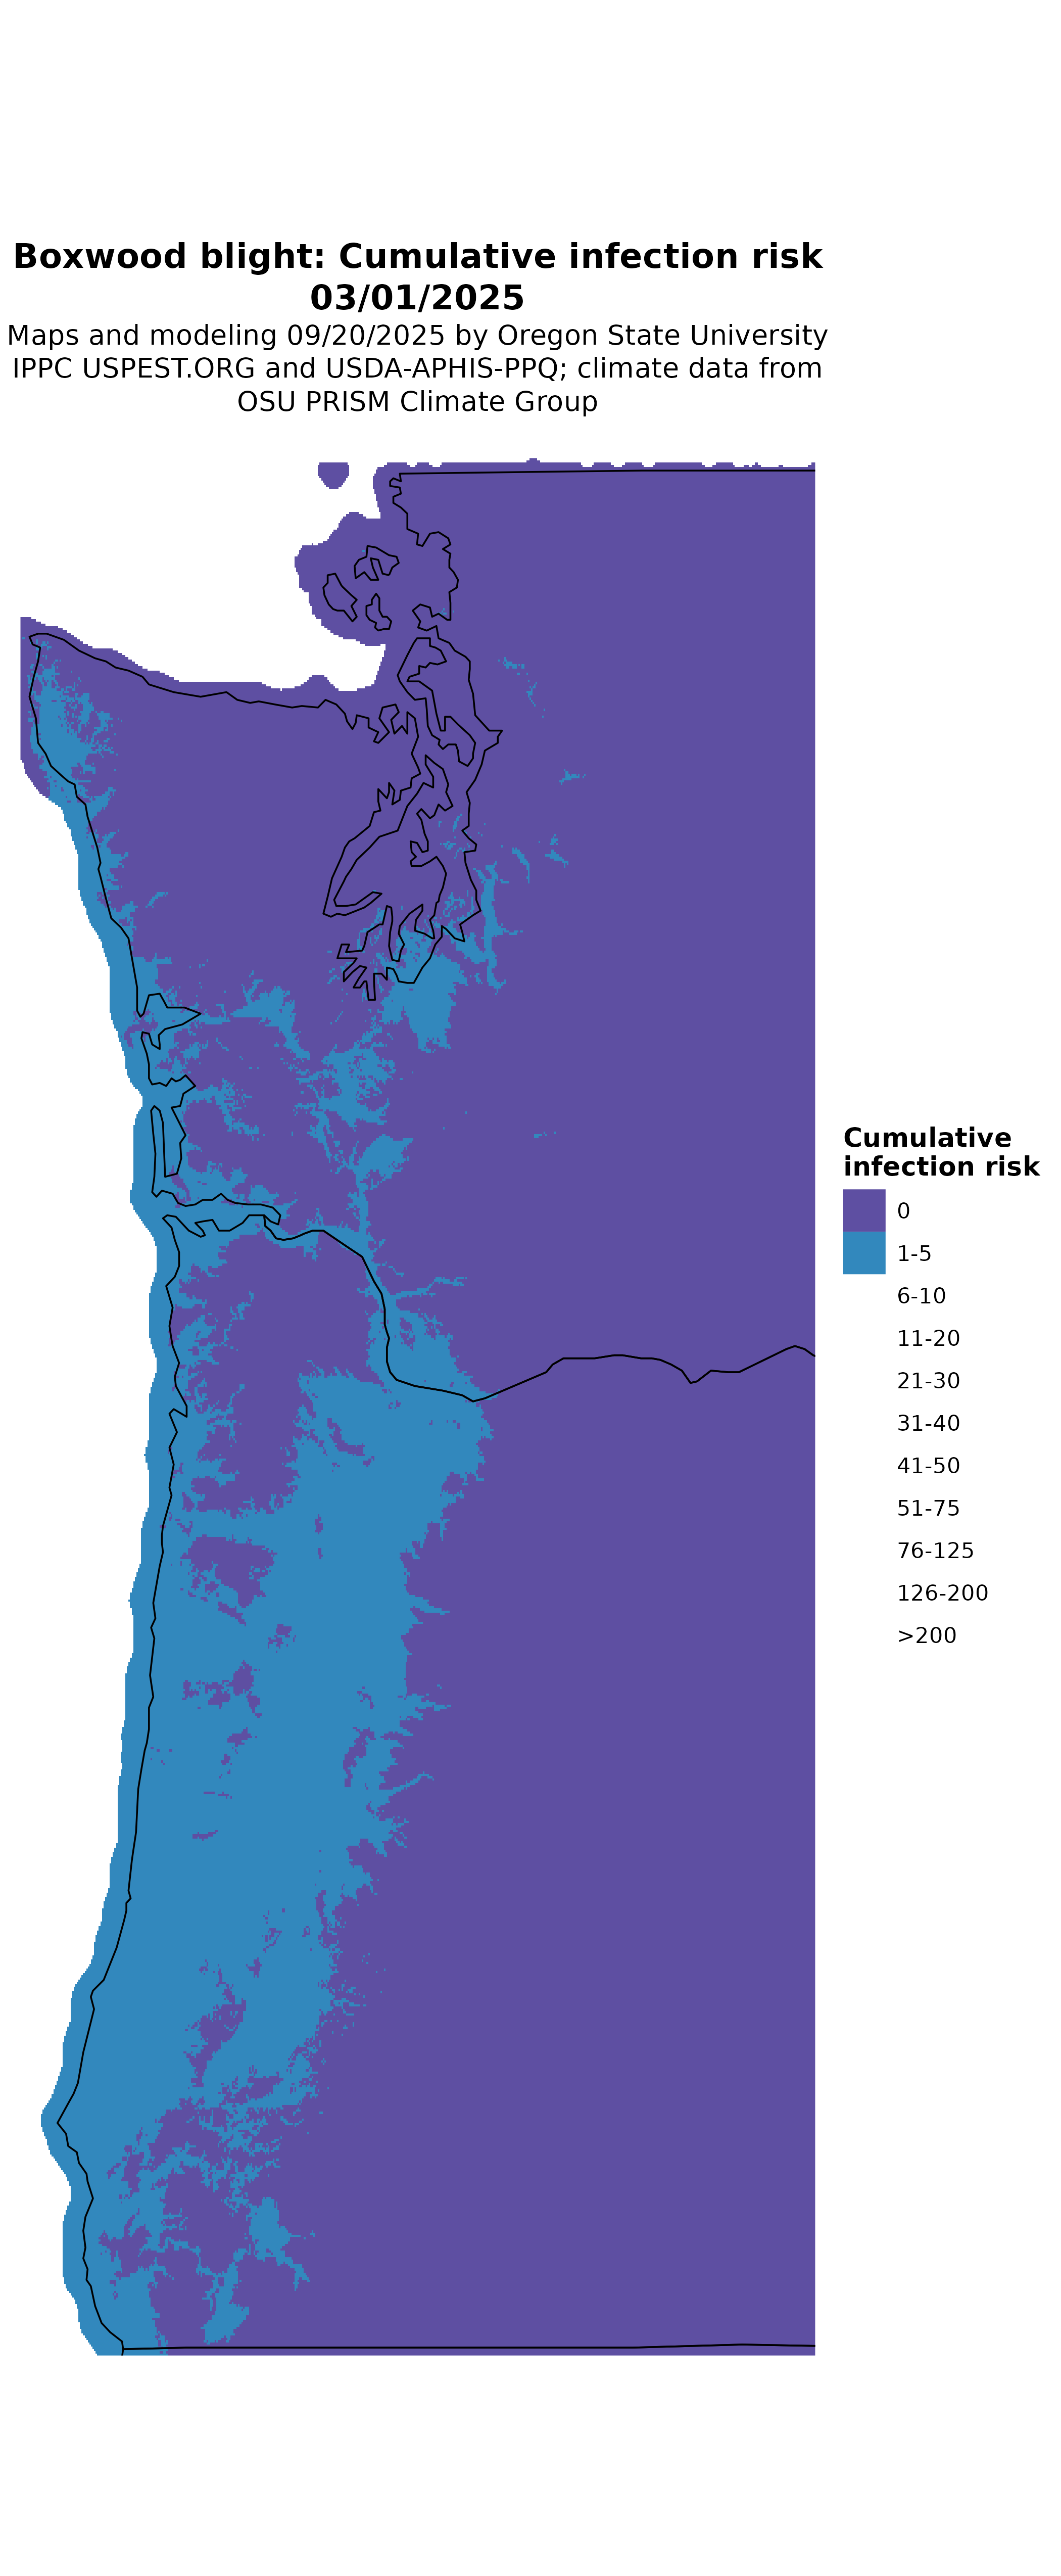 Boxwood blight: Cumulative infection risk
03/01/2025
Maps and modeling 09/20/2025 by Oregon State University
IPPC USPEST.ORG and USDA-APHIS-PPQ; climate data from
OSU PRISM Climate Group
Cumulative
infection risk
0
1-5
6-10
11-20
21-30
31-40
41-50
51-75
76-125
126-200
>200